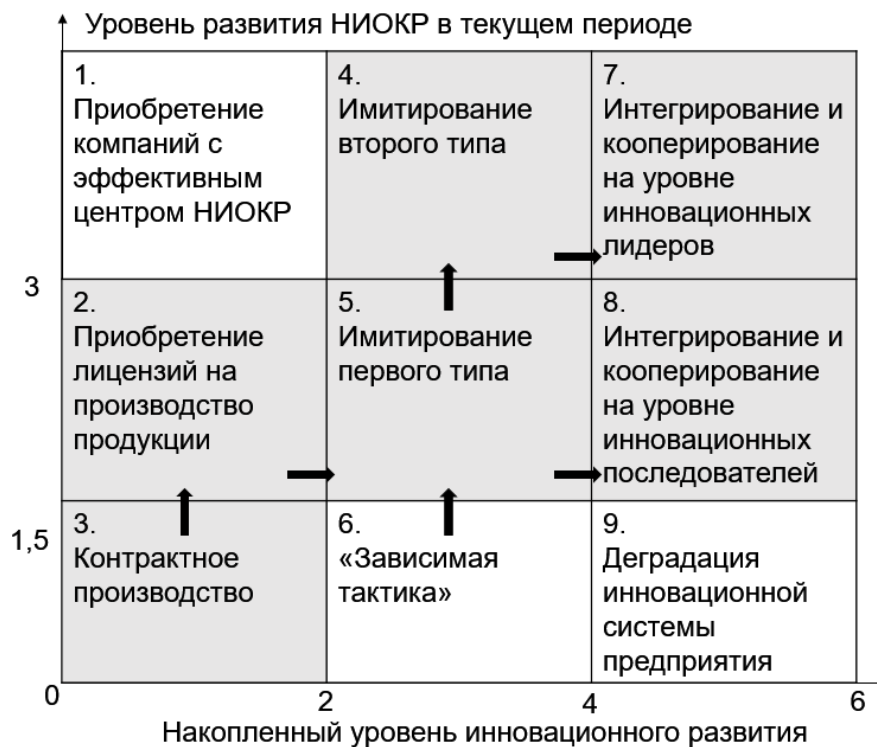 Уровень развития НИОКР в текущем периоде
1.
Приобретение
компаний с
эффективным
центром НИОКР
4.
Имитирование
второго типа
7.
Интегрирование и
кооперирование
на уровне
инновационных
лидеров
3
2.
Приобретение
лицензий на
производство
продукции
5.
Имитирование
первого типа
8.
Интегрирование и
кооперирование
на уровне
инновационных
последователей
1,5
3.
Контрактное
производство
6.
«Зависимая
тактика»
9.
Деградация
инновационной
системы
предприятия
0
2
4
6
Накопленный уровень инновационного развития